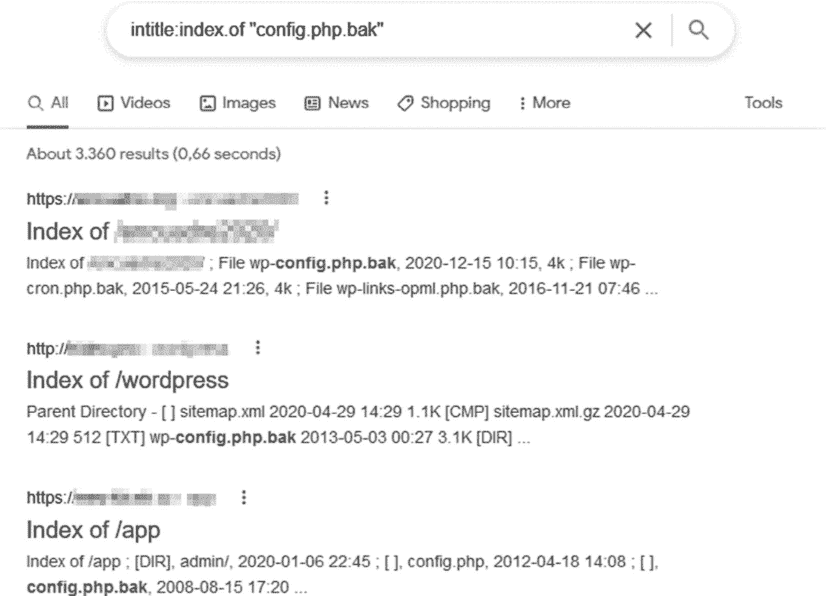 intitle:index.of "config.php.bak"
All Videos Images News Shopping More Tools
About 3.360 results (0,66 seconds)
https://
Index of
Index of ; File wp-config.php.bak, 2020-12-15 10:15, 4k ; File wp-
cron.php.bak, 2015-05-24 21:26, 4k ; File wp-links-opml.php.bak, 2016-11-21 07:46 ...
http://
Index of /wordpress
Parent Directory - [ ] sitemap.xml 2020-04-29 14:29 1.1K [CMP] sitemap.xml.gz 2020-04-29
14:29 512 [TXT] wp-config.php.bak 2013-05-03 00:27 3.1K [DIR] ...
https://
Index of /app
Index of /app ; [DIR], admin/, 2020-01-06 22:45 ; [ ], config.php, 2012-04-18 14:08 ; [ ],
config.php.bak, 2008-08-15 17:20 ...